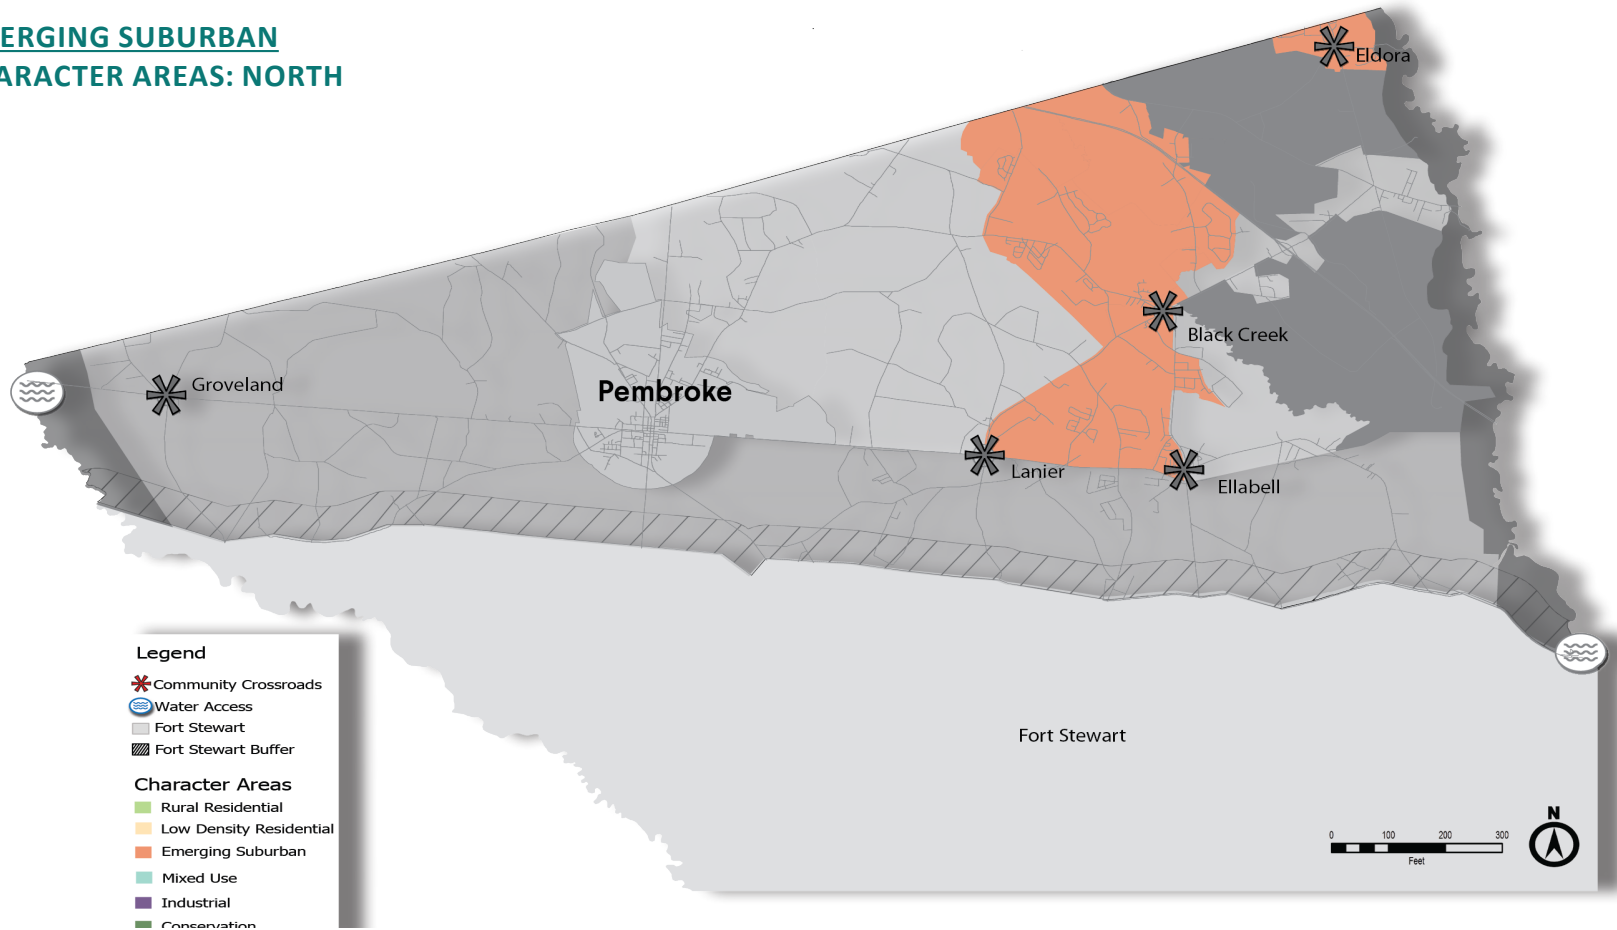 ERGING SUBURBAN
ARACTER AREAS: NORTH
Eldora
Black Creek
Groveland
Pembroke
Lanier
Ellabell
Fort Stewart
Legend
Community Crossroads
Water Access
Fort Stewart
Fort Stewart Buffer
Character Areas
Rural Residential
Low Density Residential
Emerging Suburban
Mixed Use
Industrial
Conservation
0 100 200 300
Feet
N